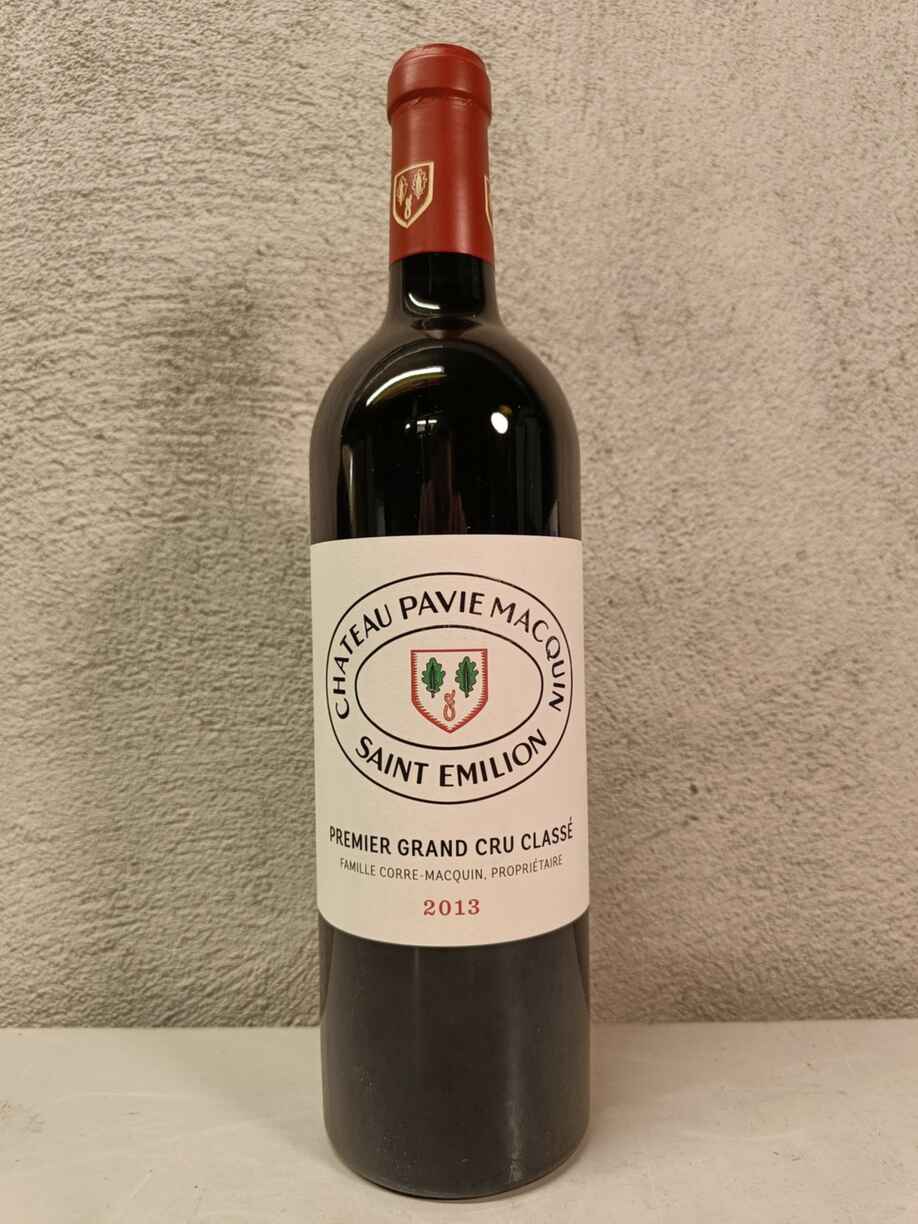 CHATEAU PAVIE MACQUIN
SAINT EMILION
PREMIER GRAND CRU CLASSÉ
FAMILLE CORRE-MACQUIN, PROPRIÉTAIRE
2013